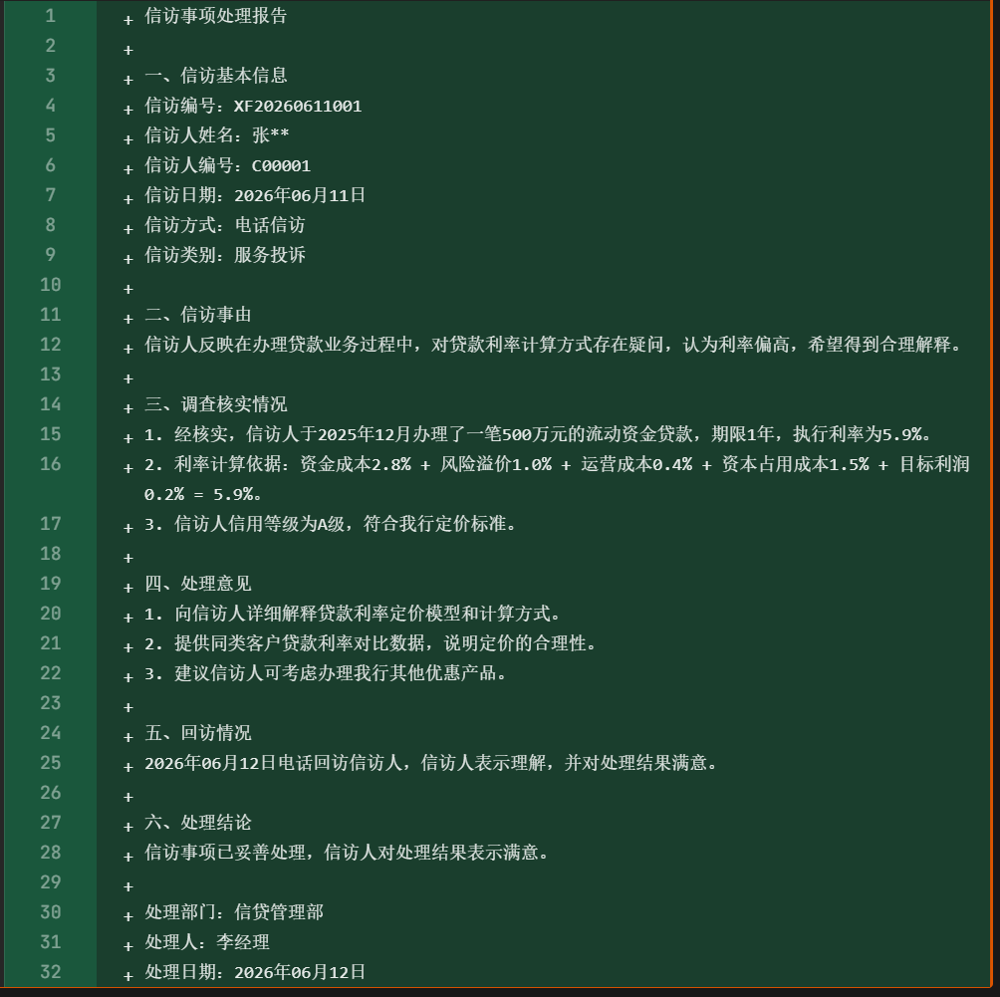 1 + 信访事项处理报告
2 +
3 + 一、信访基本信息
4 + 信访编号：XF20260611001
5 + 信访人姓名：张**
6 + 信访人编号：C00001
7 + 信访日期：2026年06月11日
8 + 信访方式：电话信访
9 + 信访类别：服务投诉
10 +
11 + 二、信访事由
12 + 信访人反映在办理贷款业务过程中，对贷款利率计算方式存在疑问，认为利率偏高，希望得到合理解释。
13 +
14 + 三、调查核实情况
15 + 1. 经核实，信访人于2025年12月办理了一笔500万元的流动资金贷款，期限1年，执行利率为5.9%。
16 + 2. 利率计算依据：资金成本2.8% + 风险溢价1.0% + 运营成本0.4% + 资本占用成本1.5% + 目标利润
0.2% = 5.9%。
17 + 3. 信访人信用等级为A级，符合我行定价标准。
18 +
19 + 四、处理意见
20 + 1. 向信访人详细解释贷款利率定价模型和计算方式。
21 + 2. 提供同类客户贷款利率对比数据，说明定价的合理性。
22 + 3. 建议信访人可考虑办理我行其他优惠产品。
23 +
24 + 五、回访情况
25 + 2026年06月12日电话回访信访人，信访人表示理解，并对处理结果满意。
26 +
27 + 六、处理结论
28 + 信访事项已妥善处理，信访人对处理结果表示满意。
29 +
30 + 处理部门：信贷管理部
31 + 处理人：李经理
32 + 处理日期：2026年06月12日